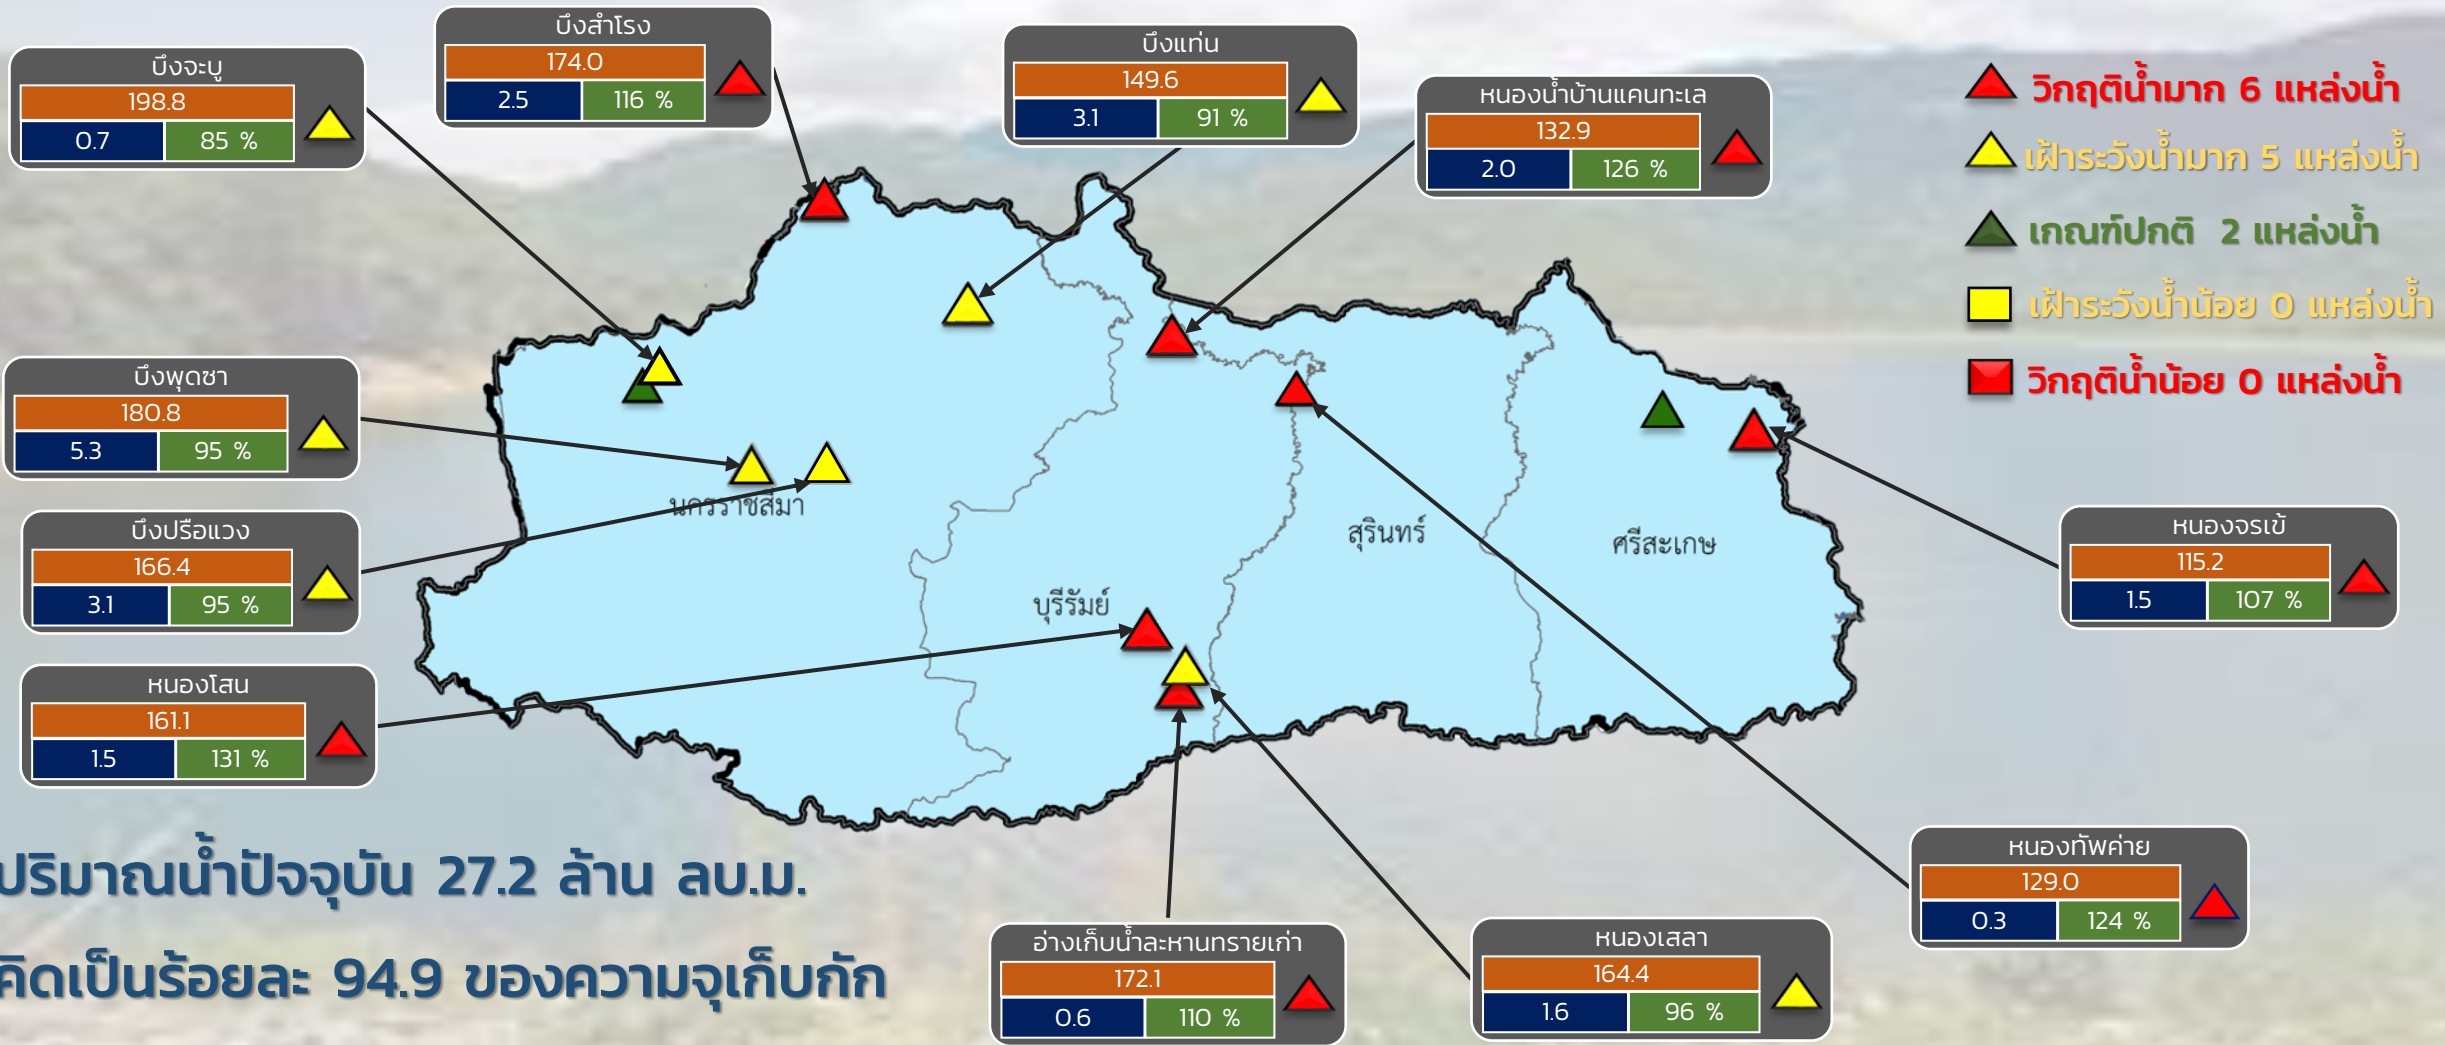 บึงจะบู
198.8
0.7 85 %
บึงสำโรง
174.0
2.5 116 %
บึงแท่น
149.6
3.1 91 %
หนองน้ำบ้านแคนทะเล
132.9
2.0 126 %
วิกฤติน้ำมาก 6 แหล่งน้ำ
เฝ้าระวังน้ำมาก 5 แหล่งน้ำ
เกณฑ์ปกติ 2 แหล่งน้ำ
เฝ้าระวังน้ำน้อย 0 แหล่งน้ำ
วิกฤติน้ำน้อย 0 แหล่งน้ำ
บึงพุดซา
180.8
5.3 95 %
บึงปรือแวง
166.4
3.1 95 %
หนองโสน
161.1
1.5 131 %
นครราชสีมา
บุรีรัมย์
สุรินทร์
ศรีสะเกษ
หนองจรเข้
115.2
1.5 107 %
หนองทัพค่าย
129.0
0.3 124 %
อ่างเก็บน้ำละหานทรายเก่า
172.1
0.6 110 %
หนองเสลา
164.4
1.6 96 %
ปริมาณน้ำปัจจุบัน 27.2 ล้าน ลบ.ม.
คิดเป็นร้อยละ 94.9 ของความจุเก็บกัก